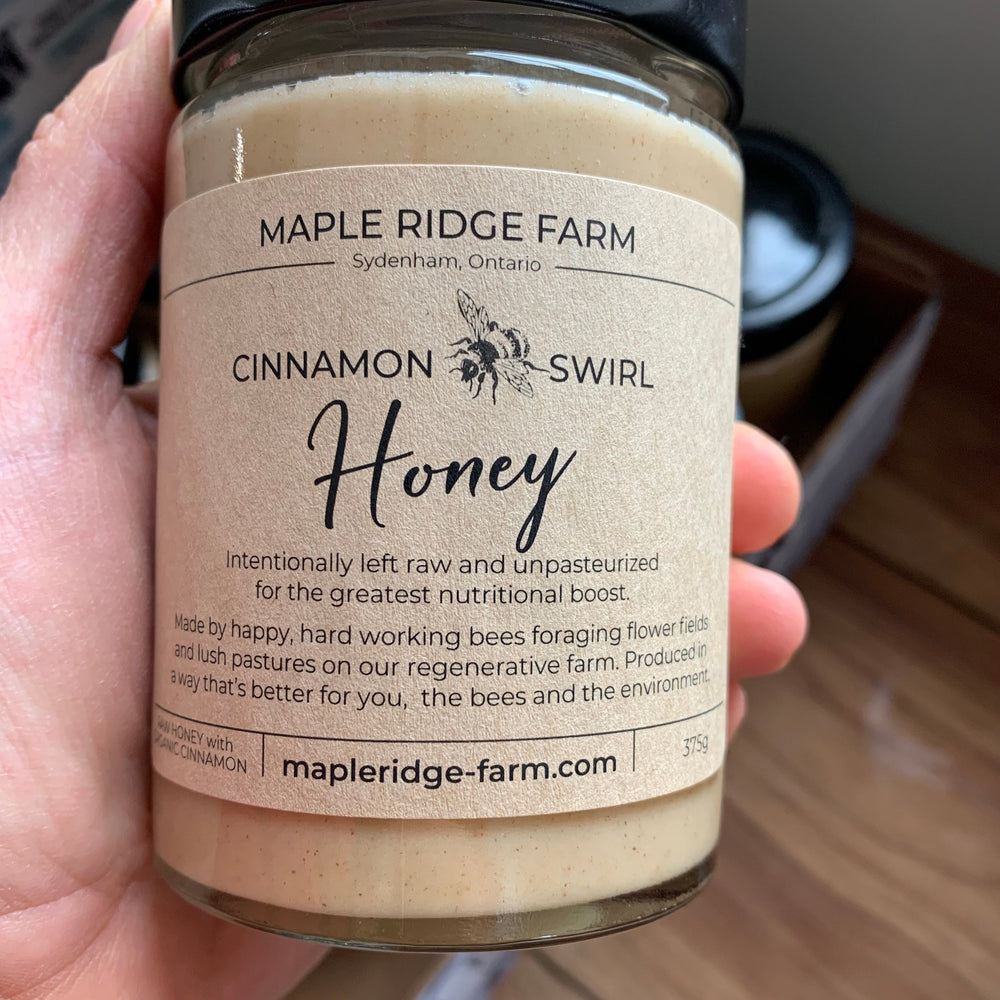 MAPLE RIDGE FARM
Sydenham, Ontario
CINNAMON SWIRL
Honey
Intentionally left raw and unpasteurized
for the greatest nutritional boost.
Made by happy, hard working bees foraging flower fields
and lush pastures on our regenerative farm. Produced in
a way that's better for you, the bees and the environment.
RAW HONEY with
ORGANIC CINNAMON
mapleridge-farm.com
375g